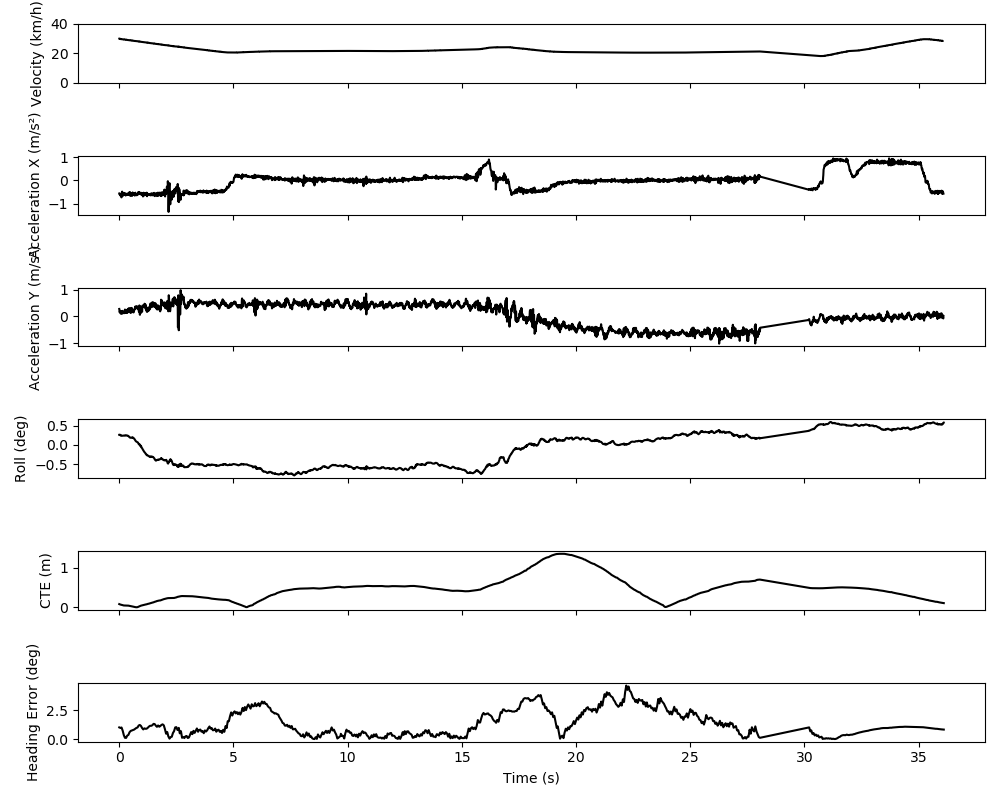 Velocity (km/h)
40
20
0
Acceleration X (m/s²)
1
0
−1
Acceleration Y (m/s²)
1
0
−1
Roll (deg)
0.5
0.0
−0.5
CTE (m)
1
0
Heading Error (deg)
2.5
0.0
0 5 10 15 20 25 30 35
Time (s)